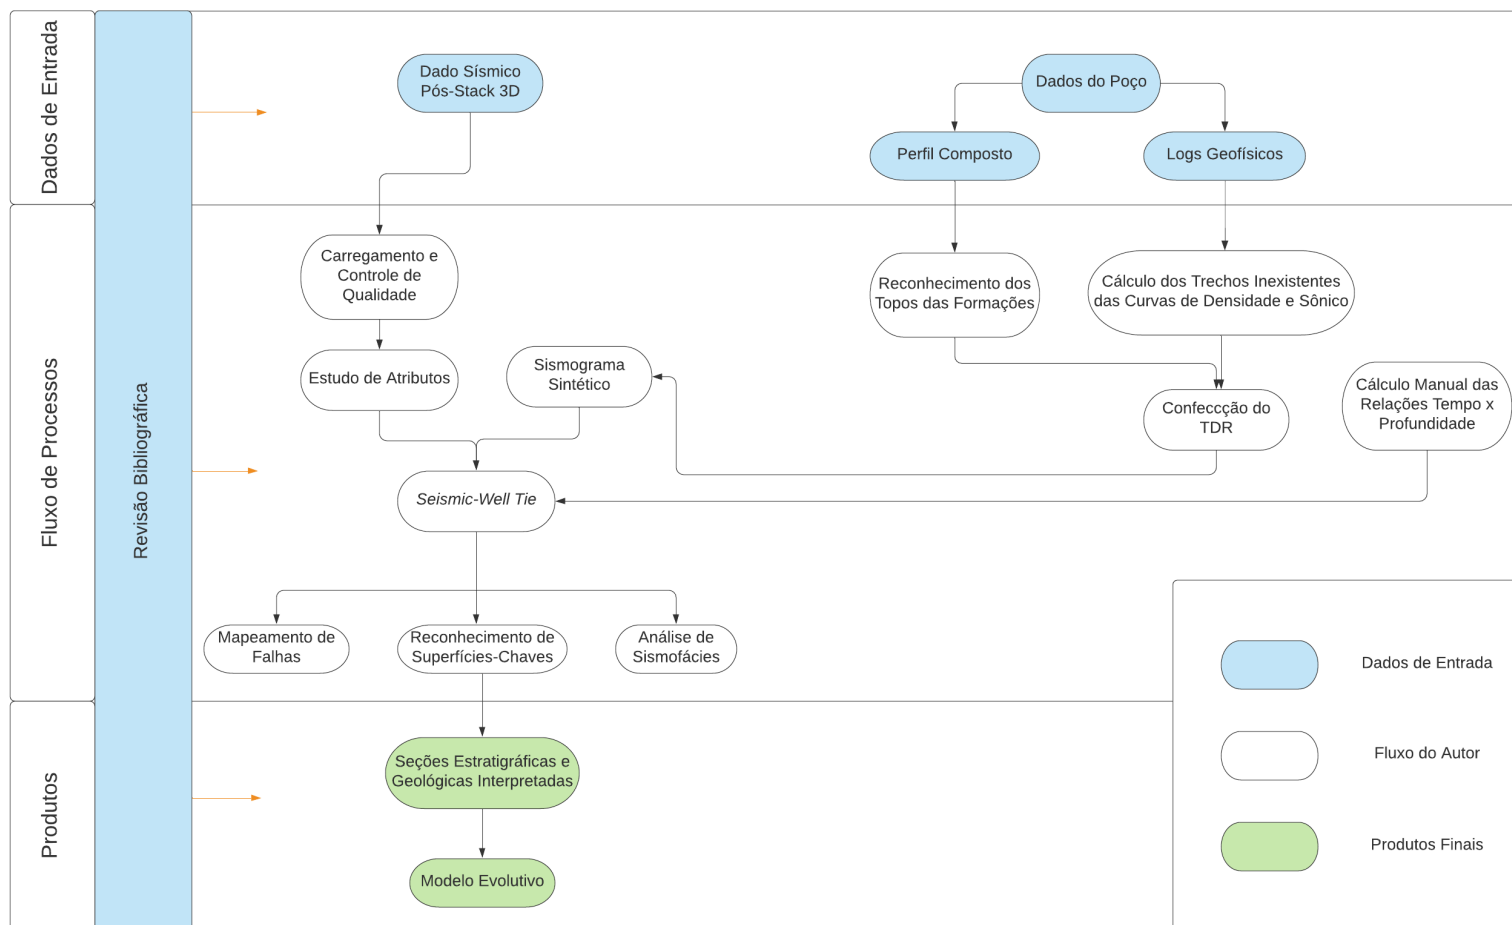 Dados de Entrada
Dado Sísmico
Pós-Stack 3D
Dados do Poço
Perfil Composto
Logs Geofísicos
Fluxo de Processos
Revisão Bibliográfica
Carregamento e
Controle de
Qualidade
Reconhecimento dos
Topos das Formações
Cálculo dos Trechos Inexistentes
das Curvas de Densidade e Sônico
Estudo de Atributos
Sismograma
Sintético
Confeccção do
TDR
Cálculo Manual das
Relações Tempo x
Profundidade
Seismic-Well Tie
Mapeamento de
Falhas
Reconhecimento de
Superfícies-Chaves
Análise de
Sismofácies
Produtos
Seções Estratigráficas e
Geológicas Interpretadas
Modelo Evolutivo
Dados de Entrada
Fluxo do Autor
Produtos Finais